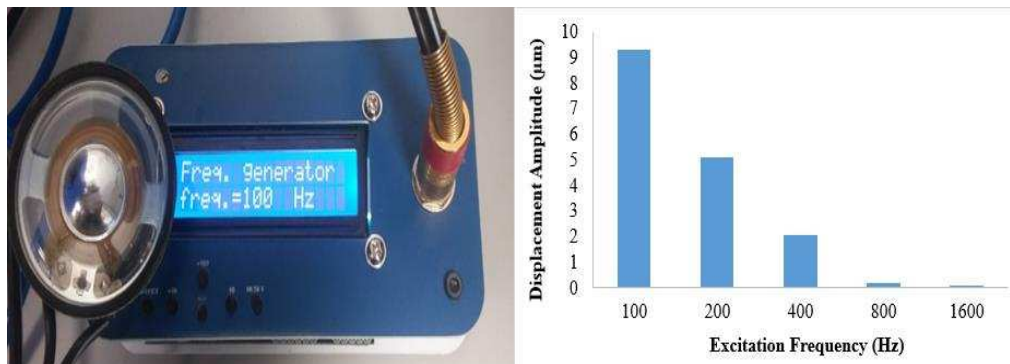 Freq. generator
freq.=100 Hz
Displacement Amplitude (µm)
10
9
8
7
6
5
4
3
2
1
0
100 200 400 800 1600
Excitation Frequency (Hz)